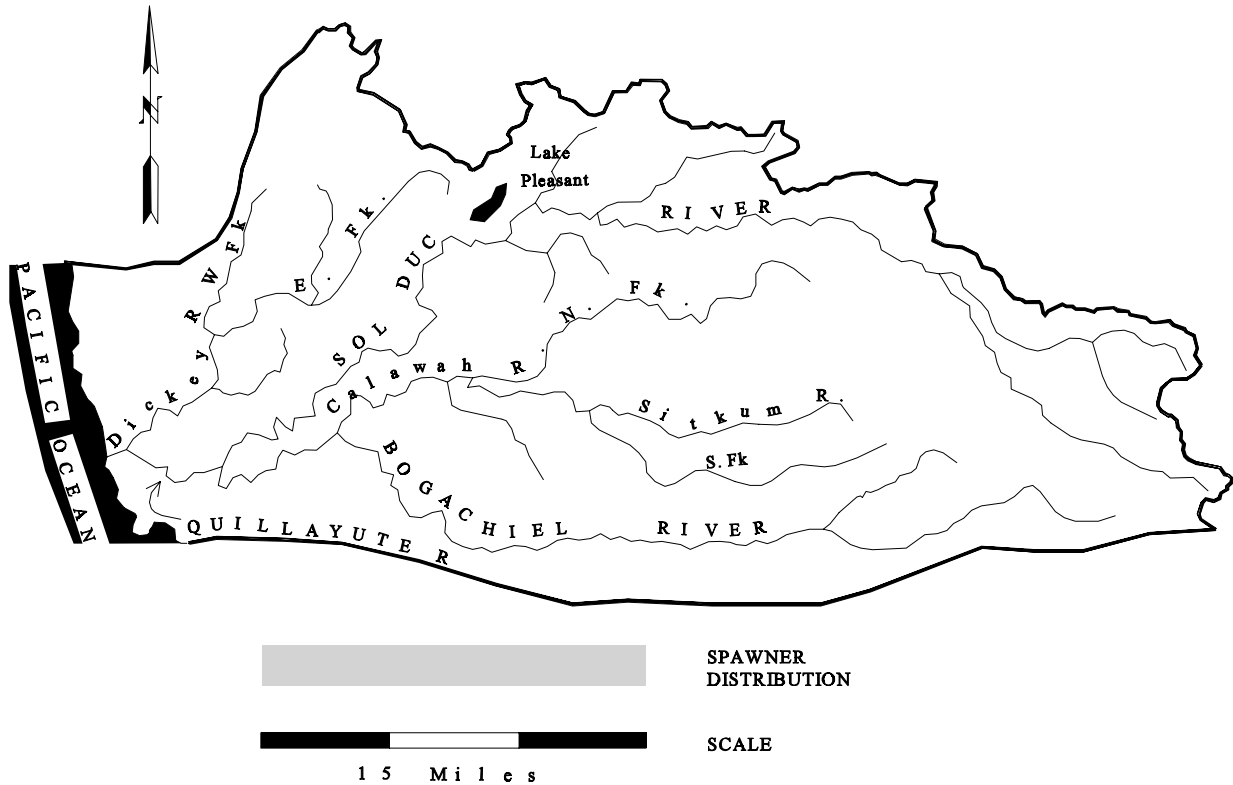 N
Lake
Pleasant
RIVER
Dickey R W Fk
E. Fk.
SOL DUC
PACIFIC OCEAN
Calawah R. N. Fk.
Sitkum R.
S. Fk
BOGACHIEL RIVER
QUILLAYUTE R
SPAWNER
DISTRIBUTION
SCALE
15 Miles